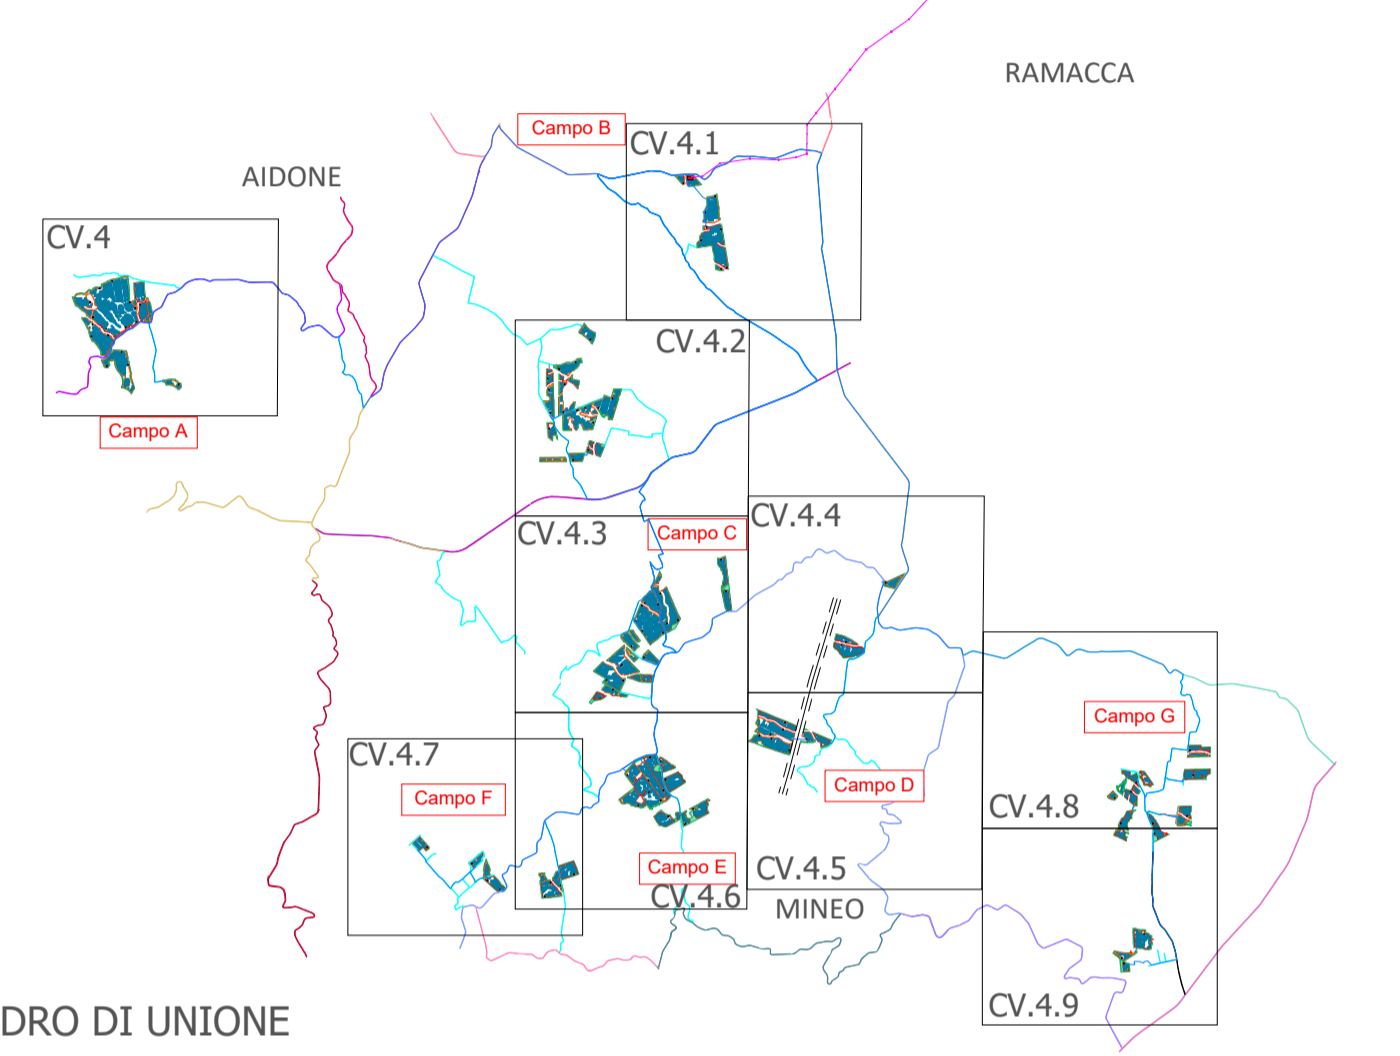 RAMACCA
Campo B
CV.4.1
AIDONE
CV.4
CV.4.2
Campo A
CV.4.4
CV.4.3
Campo C
Campo G
CV.4.7
Campo F
Campo D
CV.4.8
Campo E
CV.4.5
CV.4.6
MINEO
CV.4.9
DRO DI UNIONE